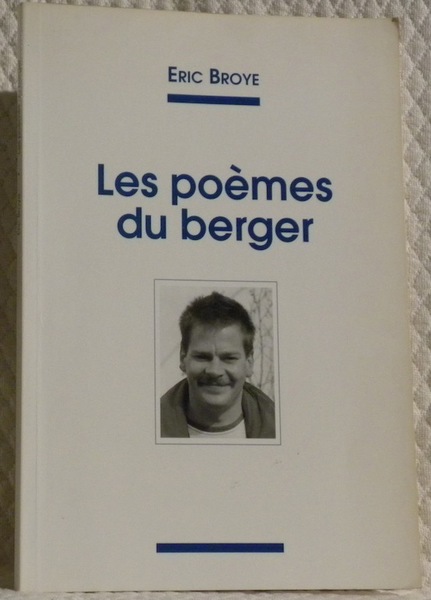 ERIC BROYE
Les poèmes
du berger